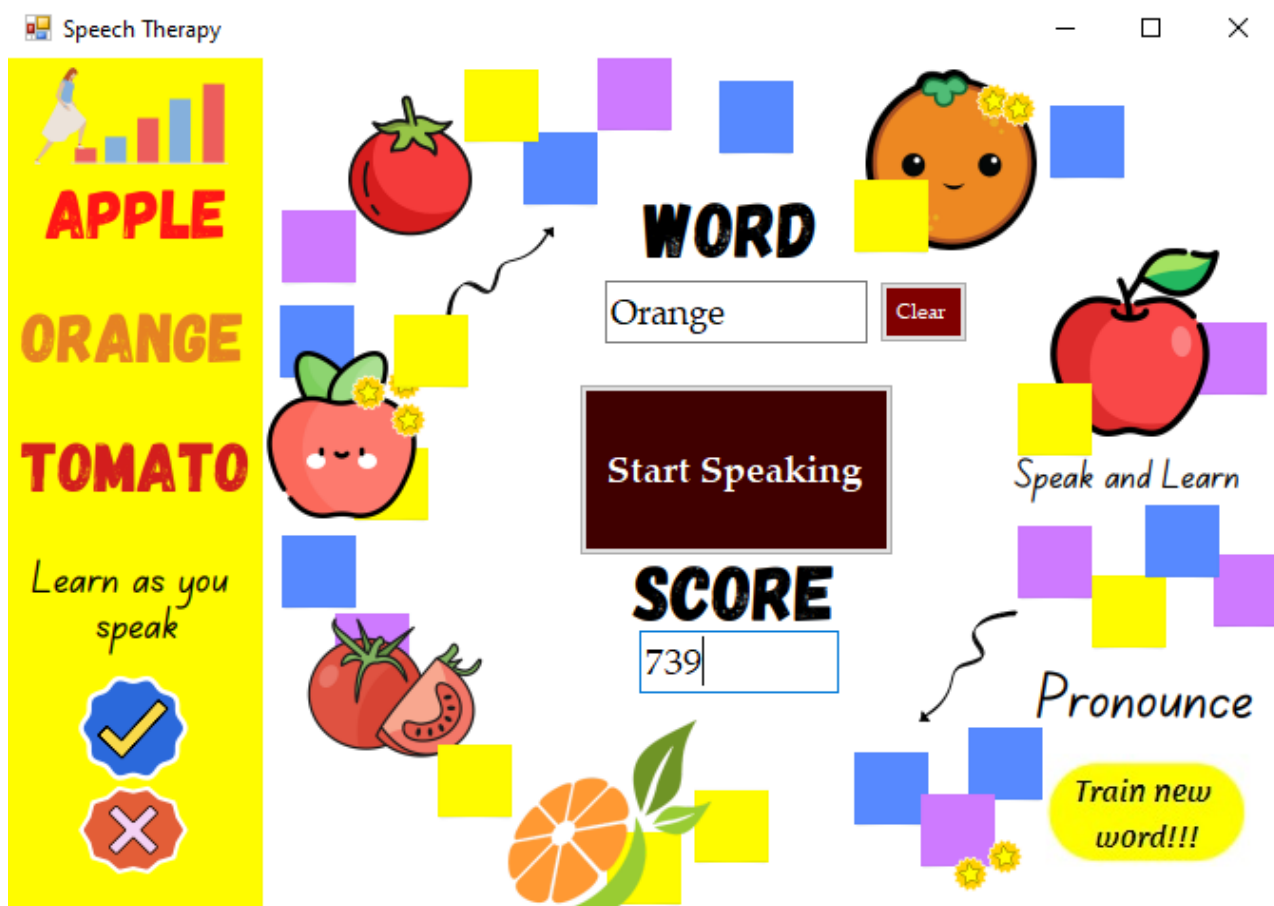 Speech Therapy
APPLE
ORANGE
TOMATO
Learn as you
speak
WORD
Orange
Clear
Start Speaking
SCORE
739
Speak and Learn
Pronounce
Train new
word!!!